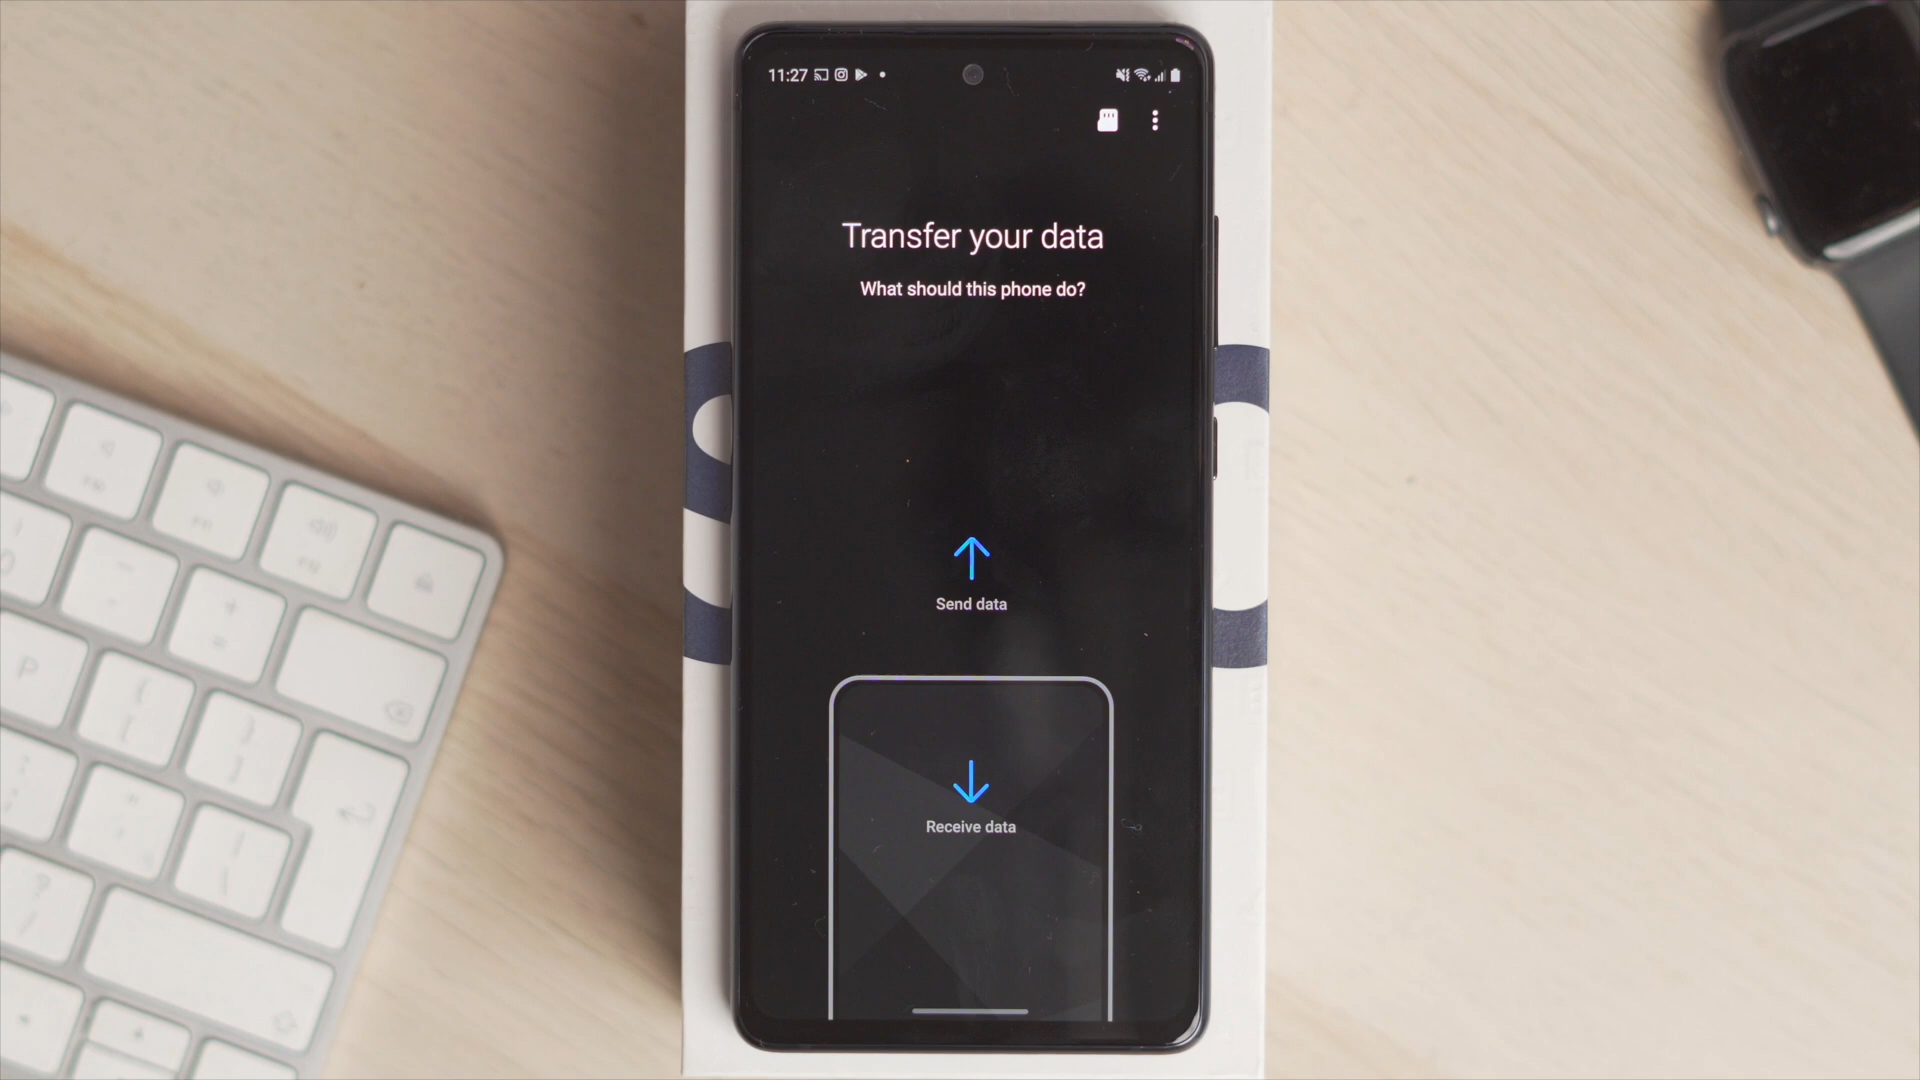 11:27
Transfer your data
What should this phone do?
Send data
Receive data
P